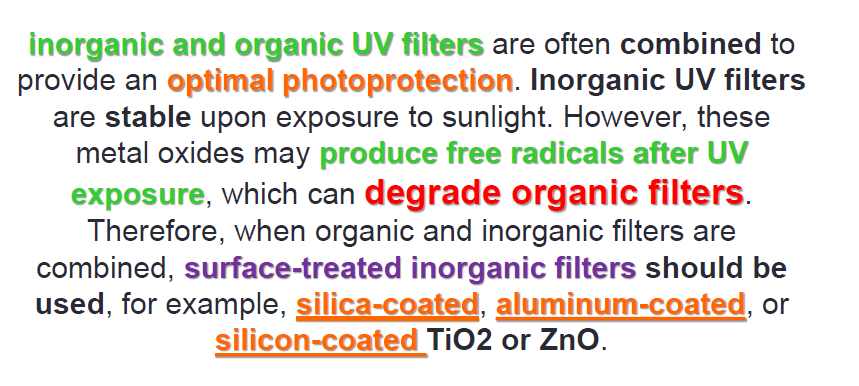 inorganic and organic UV filters are often combined to
provide an optimal photoprotection. Inorganic UV filters
are stable upon exposure to sunlight. However, these
metal oxides may produce free radicals after UV
exposure, which can degrade organic filters.
Therefore, when organic and inorganic filters are
combined, surface-treated inorganic filters should be
used, for example, silica-coated, aluminum-coated, or
silicon-coated TiO2 or ZnO.